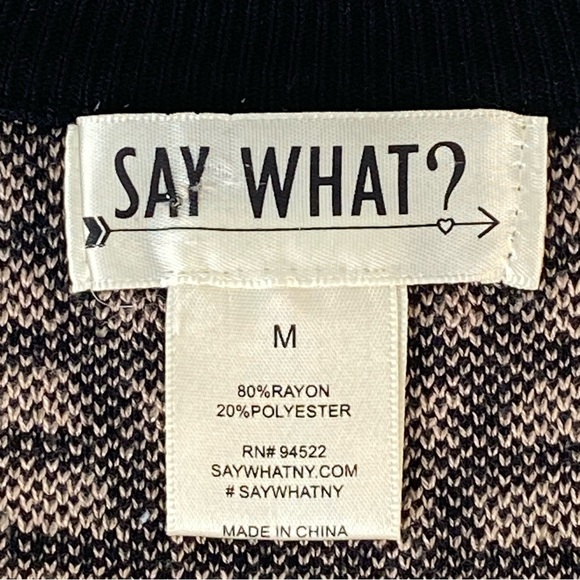 SAY WHAT?
M
80%RAYON
20%POLYESTER
RN# 94522
SAYWHATNY.COM
# SAYWHATNY
MADE IN CHINA